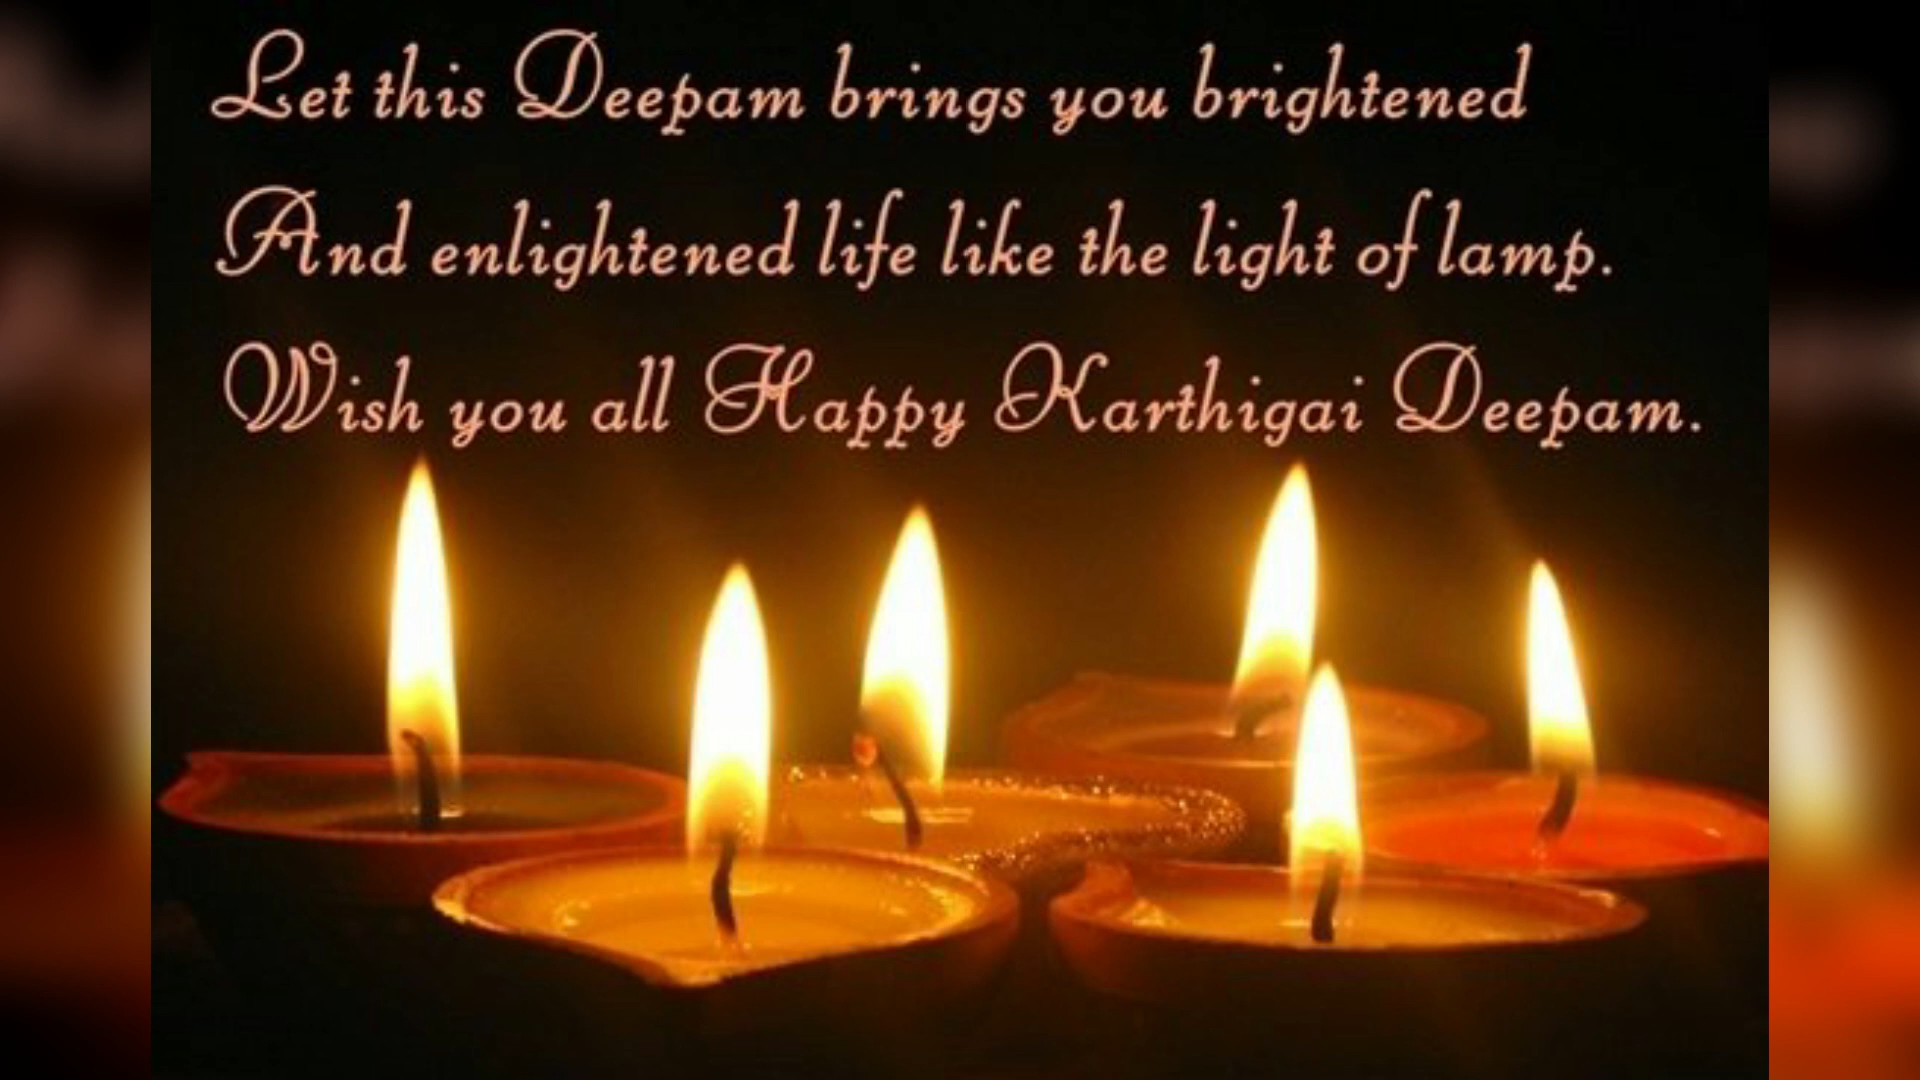 Let this Deepam brings you brightened
And enlightened life like the light of lamp.
Wish you all Happy Karthigai Deepam.